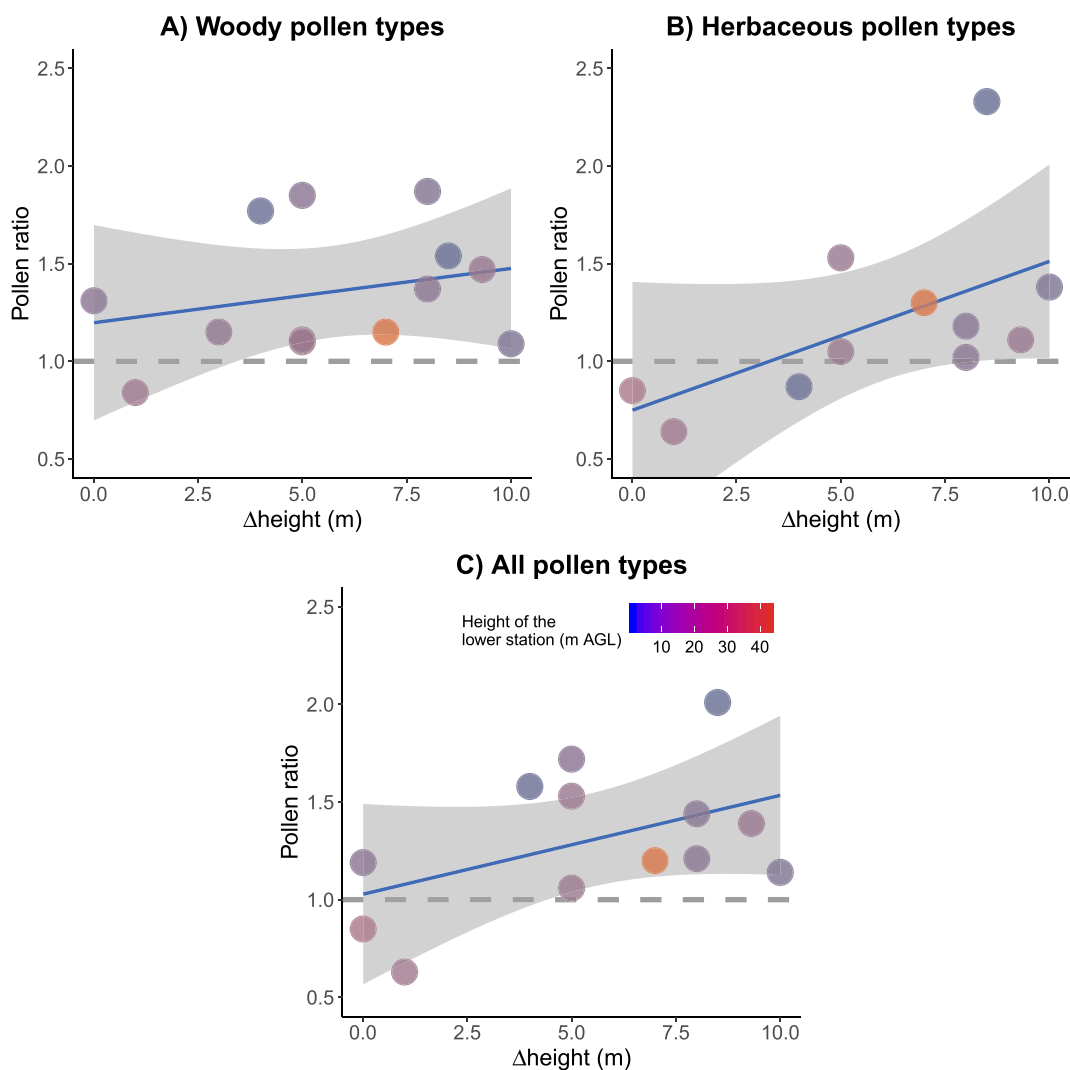 A) Woody pollen types
2.5
2.0
1.5
1.0
0.5
Pollen ratio
0.0 2.5 5.0 7.5 10.0
Δheight (m)
B) Herbaceous pollen types
2.5
2.0
1.5
1.0
0.5
Pollen ratio
0.0 2.5 5.0 7.5 10.0
Δheight (m)
C) All pollen types
Height of the
lower station (m AGL)
10 20 30 40
2.5
2.0
1.5
1.0
0.5
Pollen ratio
0.0 2.5 5.0 7.5 10.0
Δheight (m)